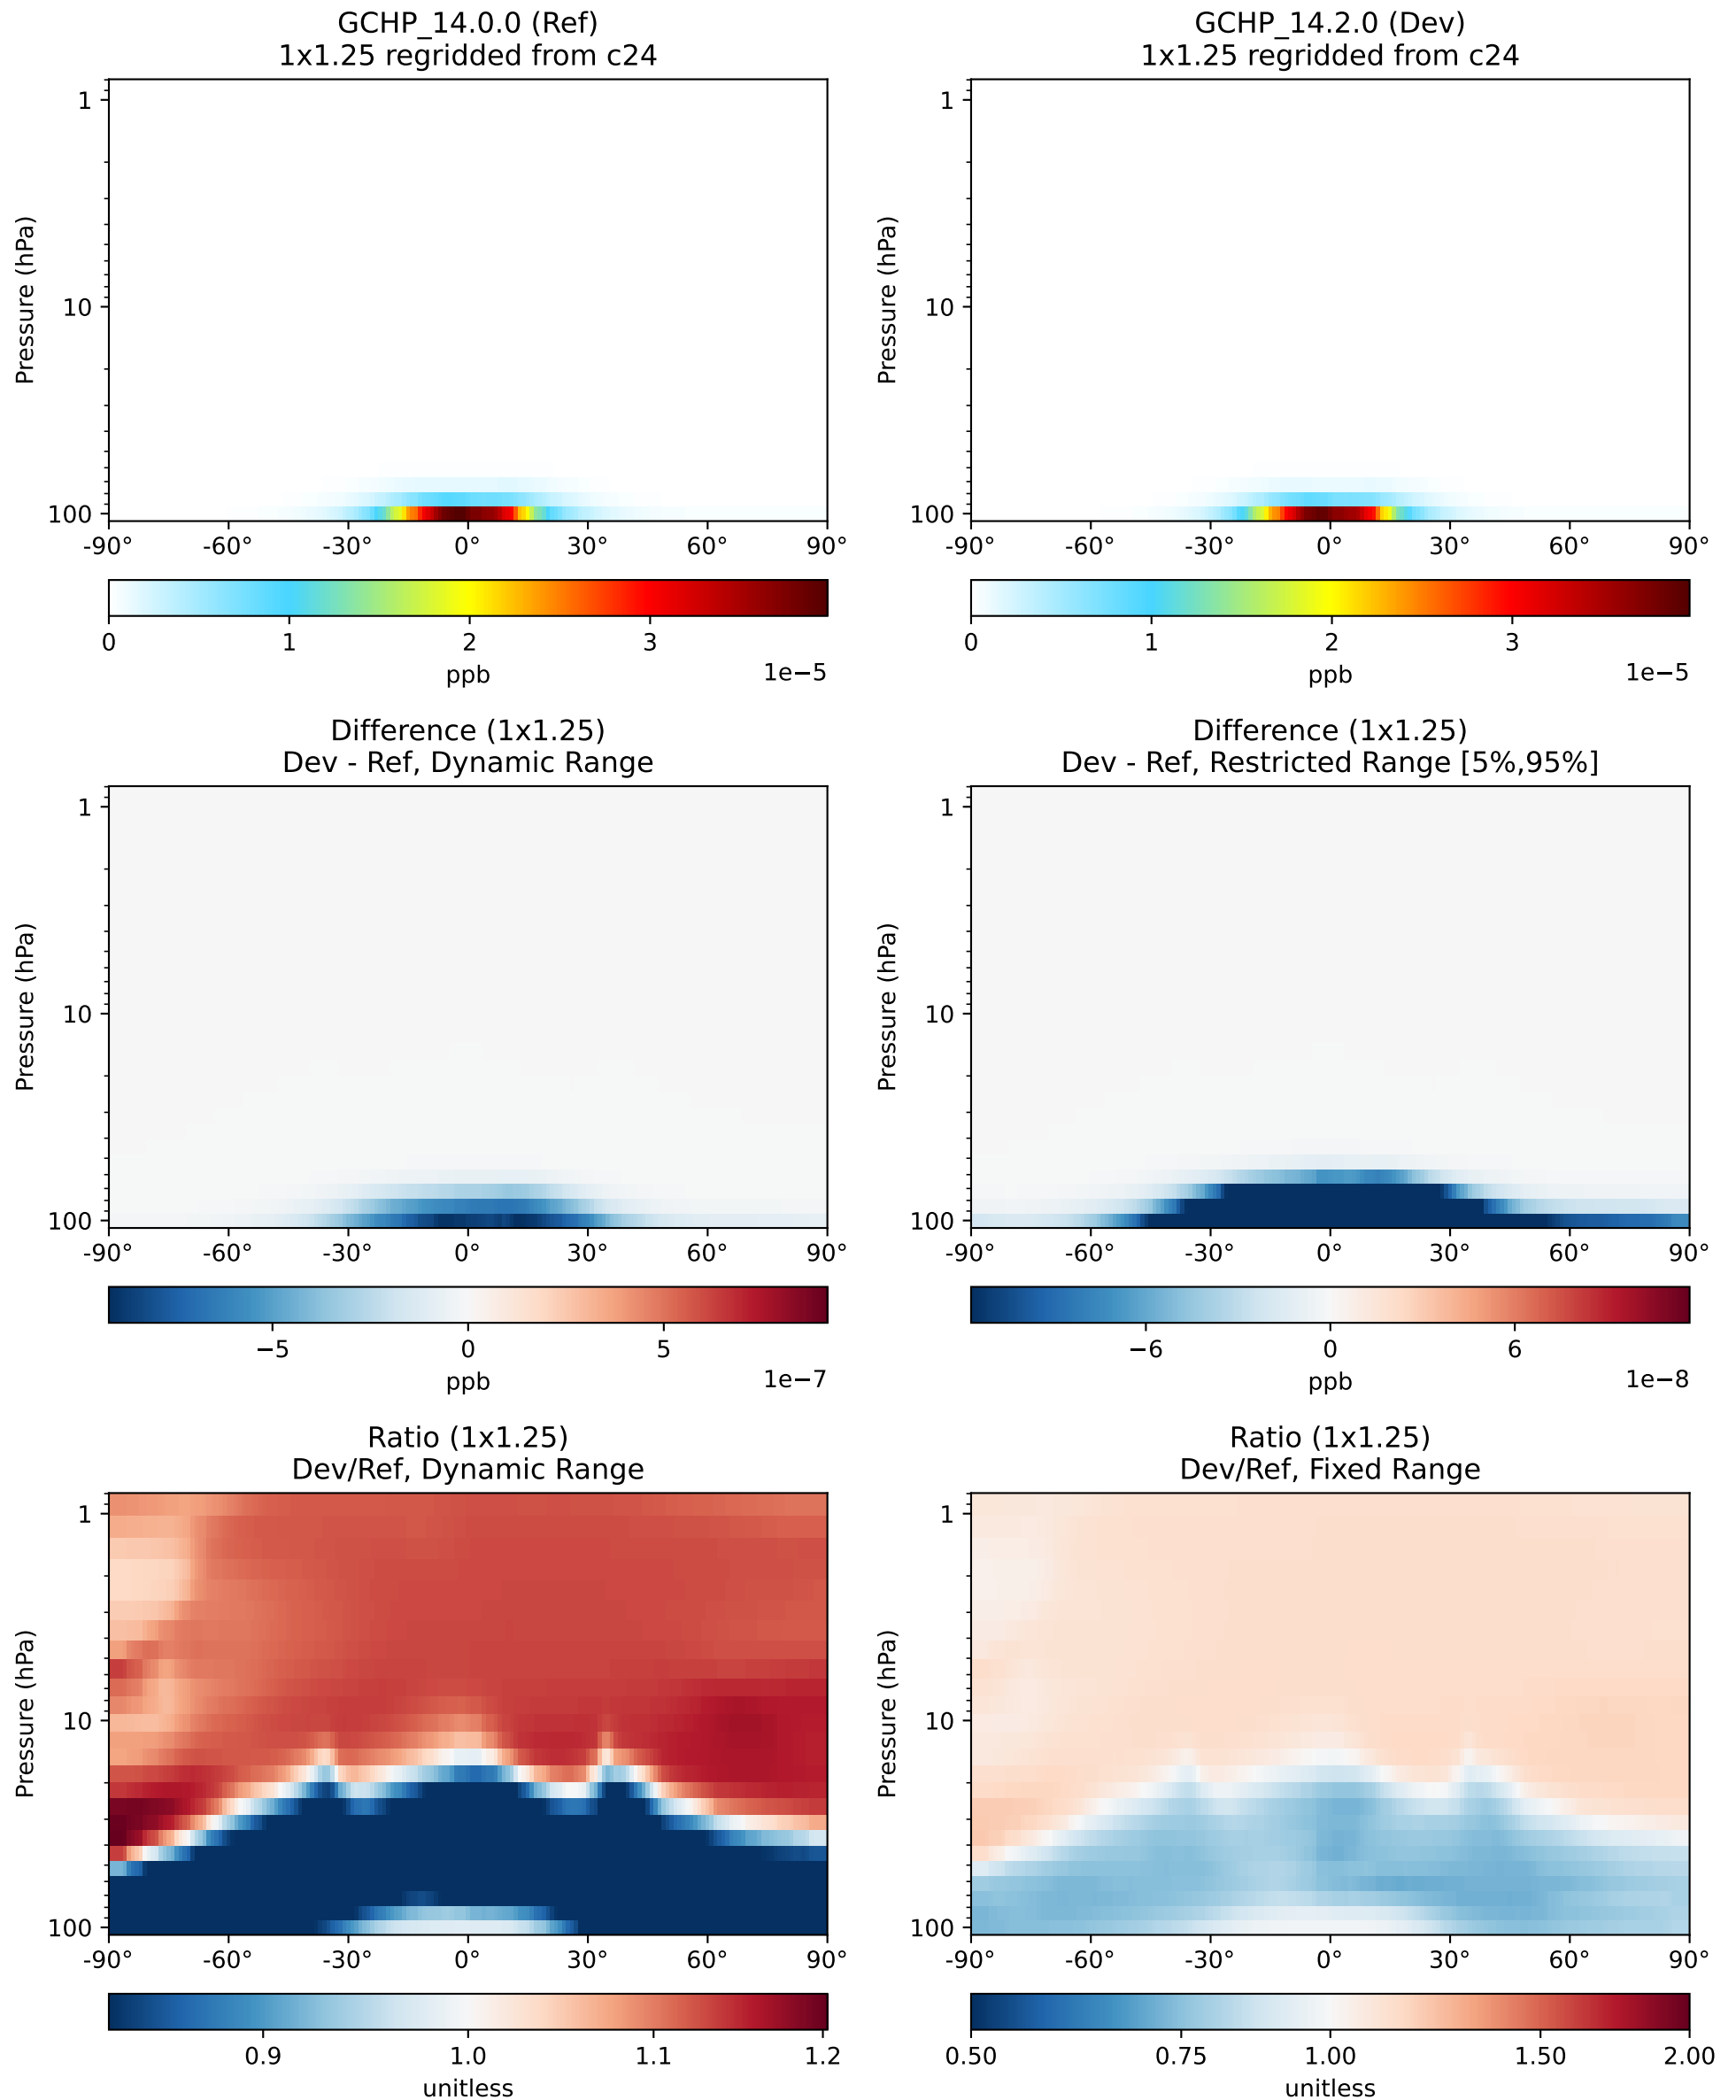 GCHP_14.0.0 (Ref)
1x1.25 regridded from c24
Pressure (hPa)
1
10
100
-90° -60° -30° 0° 30° 60° 90°
0 1 2 3
ppb
1e−5
GCHP_14.2.0 (Dev)
1x1.25 regridded from c24
Pressure (hPa)
1
10
100
-90° -60° -30° 0° 30° 60° 90°
0 1 2 3
ppb
1e−5
Difference (1x1.25)
Dev - Ref, Dynamic Range
Pressure (hPa)
1
10
100
-90° -60° -30° 0° 30° 60° 90°
−5 0 5
ppb
1e−7
Difference (1x1.25)
Dev - Ref, Restricted Range [5%,95%]
Pressure (hPa)
1
10
100
-90° -60° -30° 0° 30° 60° 90°
−6 0 6
ppb
1e−8
Ratio (1x1.25)
Dev/Ref, Dynamic Range
Pressure (hPa)
1
10
100
-90° -60° -30° 0° 30° 60° 90°
0.9 1.0 1.1 1.2
unitless
Ratio (1x1.25)
Dev/Ref, Fixed Range
Pressure (hPa)
1
10
100
-90° -60° -30° 0° 30° 60° 90°
0.50 0.75 1.00 1.50 2.00
unitless